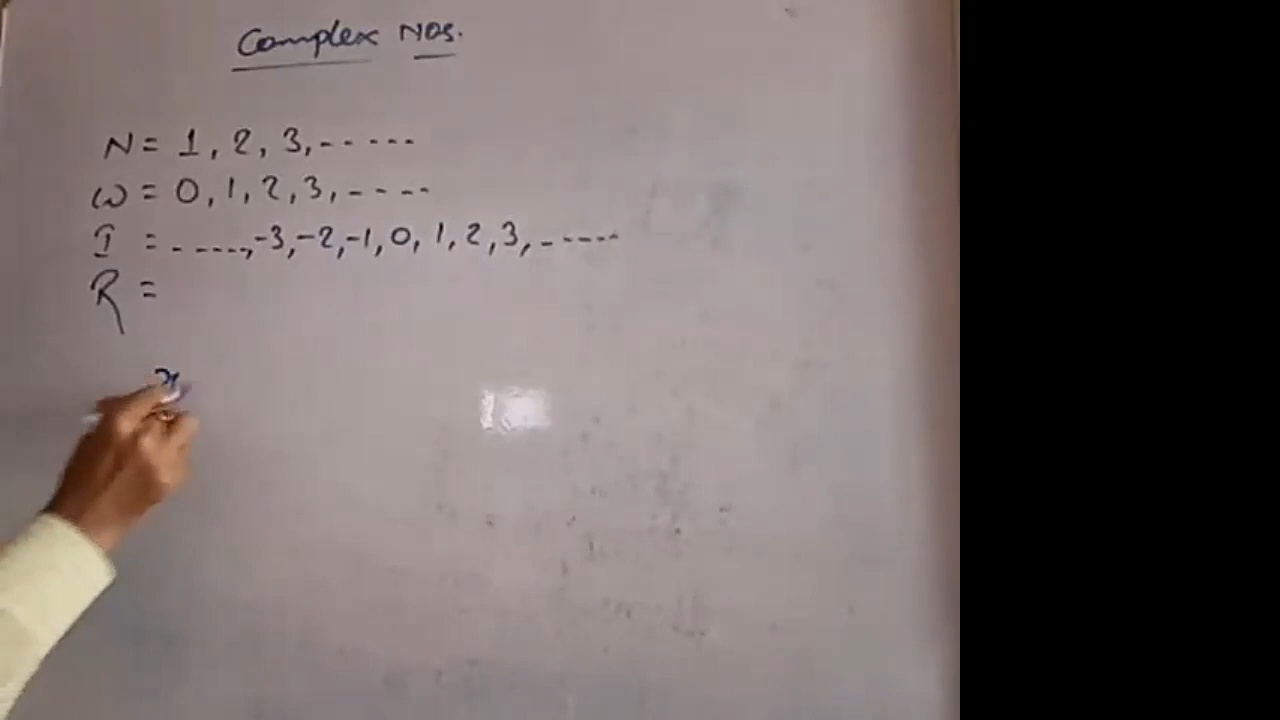 Complex Nos.
N = 1, 2, 3, -----
W = 0, 1, 2, 3, ----
I = -----, -3, -2, -1, 0, 1, 2, 3, ------
R =